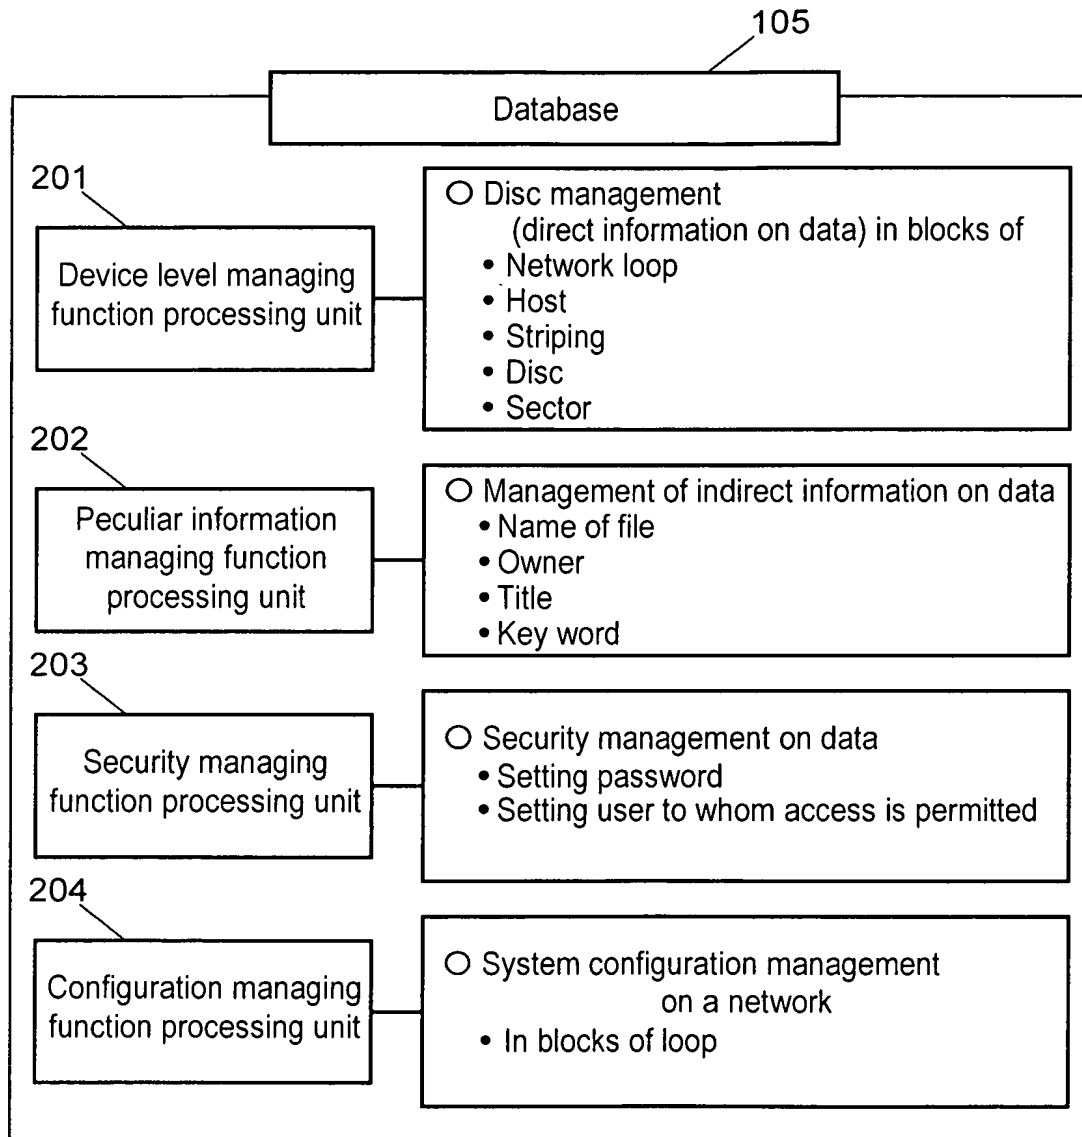 105
Database
201
Device level managing
function processing unit
○ Disc management
(direct information on data) in blocks of
• Network loop
• Host
• Striping
• Disc
• Sector
202
Peculiar information
managing function
processing unit
○ Management of indirect information on data
• Name of file
• Owner
• Title
• Key word
203
Security managing
function processing unit
○ Security management on data
• Setting password
• Setting user to whom access is permitted
204
Configuration managing
function processing unit
○ System configuration management
on a network
• In blocks of loop